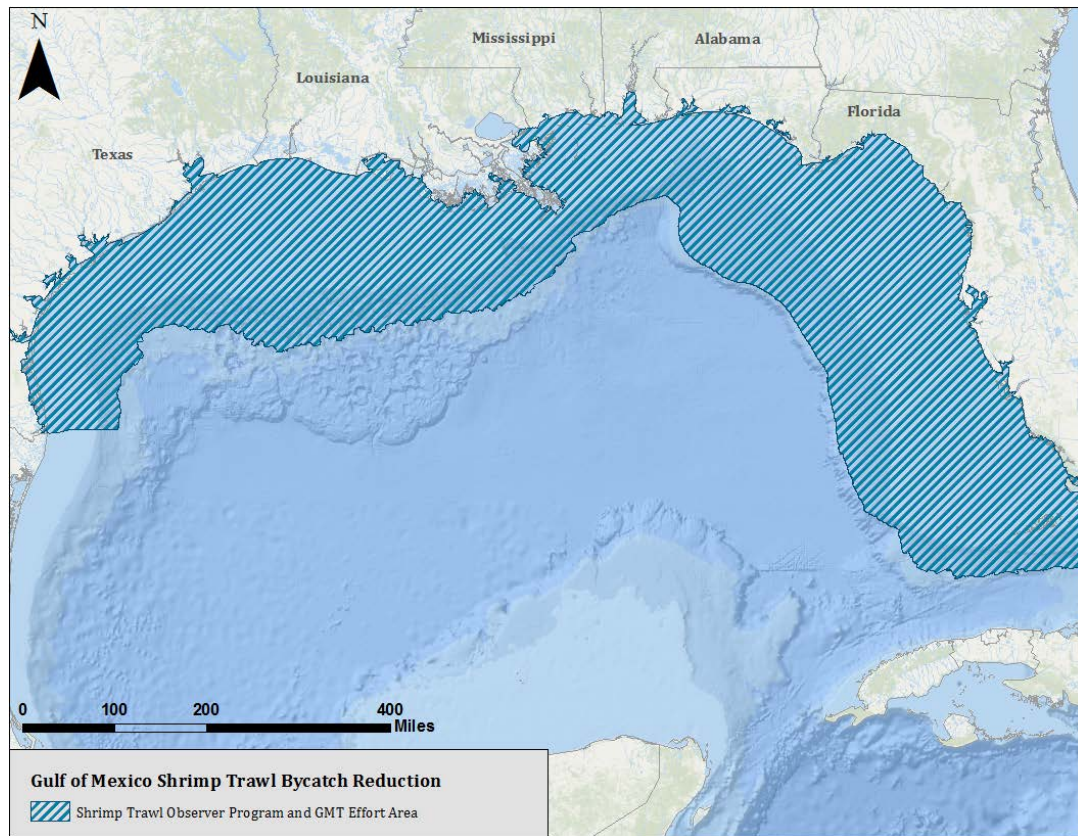 N
Mississippi
Alabama
Louisiana
Florida
Texas
0 100 200 400
Miles
Gulf of Mexico Shrimp Trawl Bycatch Reduction
Shrimp Trawl Observer Program and GMT Effort Area